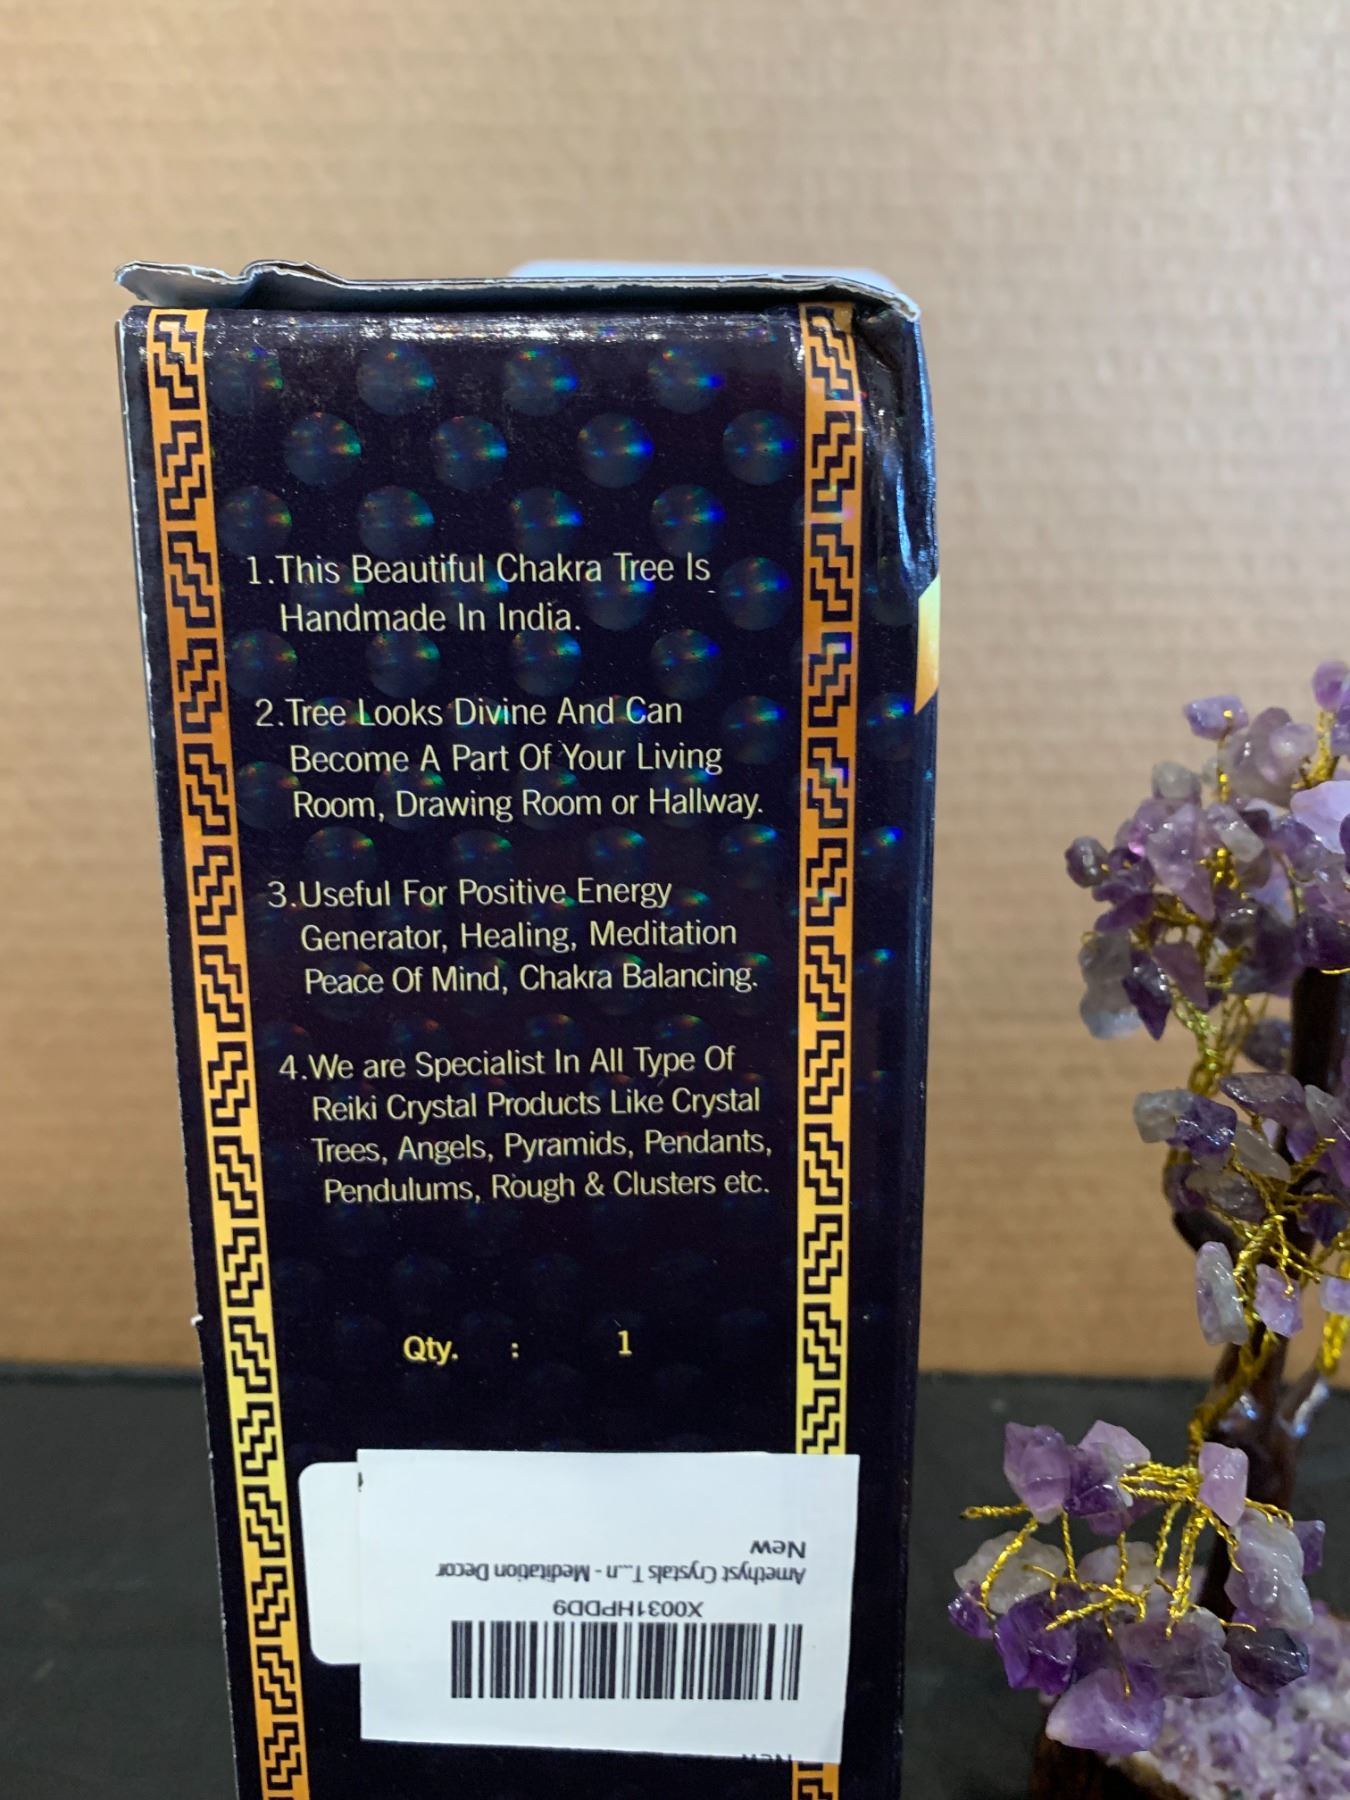 1.This Beautiful Chakra Tree Is
Handmade In India.
2.Tree Looks Divine And Can
Become A Part Of Your Living
Room, Drawing Room or Hallway.
3.Useful For Positive Energy
Generator, Healing, Meditation
Peace Of Mind, Chakra Balancing.
4.We are Specialist In All Type Of
Reiki Crystal Products Like Crystal
Trees, Angels, Pyramids, Pendants,
Pendulums, Rough & Clusters etc.
Qty. : 1
X0031HPDD9
Amethyst Crystals T...n - Meditation Decor
New
New